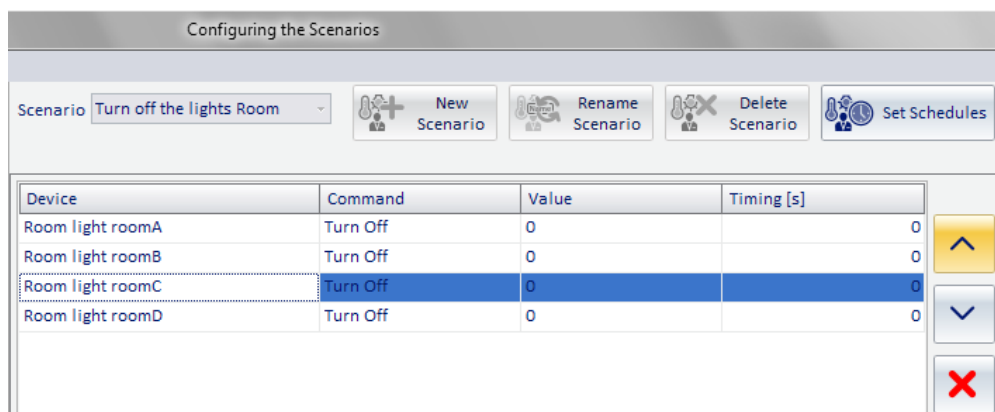 Configuring the Scenarios
Scenario Turn off the lights Room
New Scenario
Rename Scenario
Delete Scenario
Set Schedules
Device Command Value Timing [s]
Room light roomA Turn Off 0 0
Room light roomB Turn Off 0 0
Room light roomC Turn Off 0 0
Room light roomD Turn Off 0 0